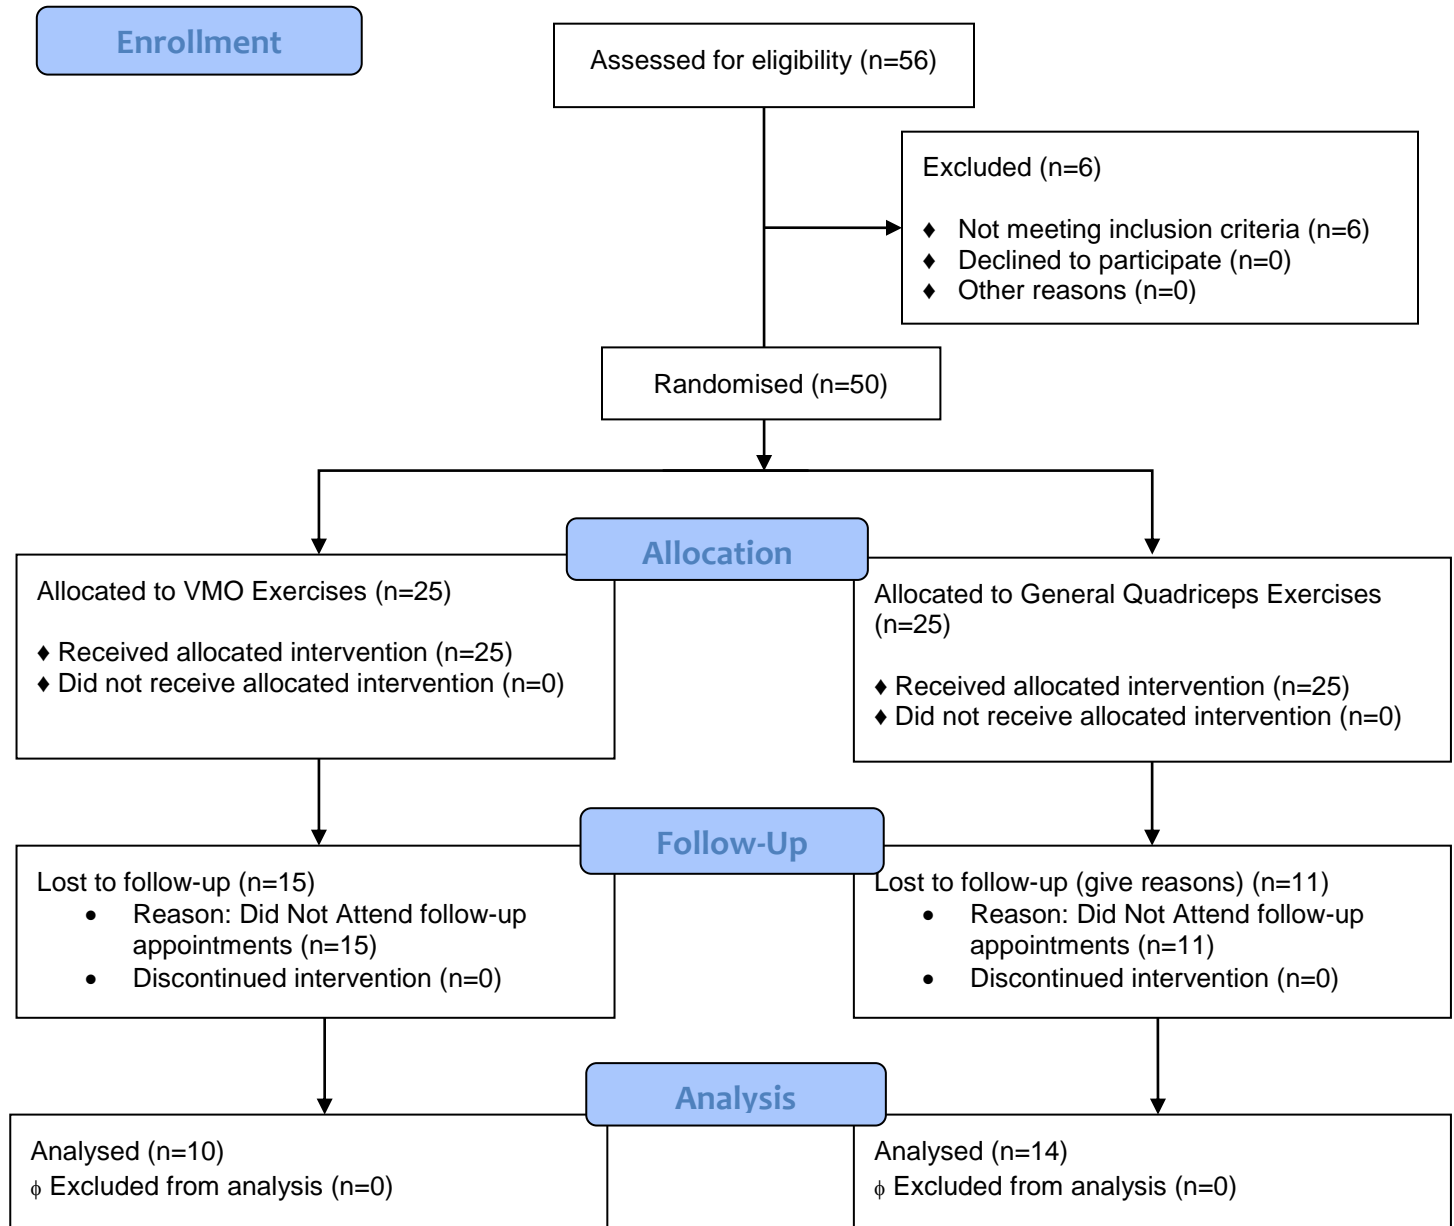 Enrollment
Assessed for eligibility (n=56)
Excluded (n=6)
♦ Not meeting inclusion criteria (n=6)
♦ Declined to participate (n=0)
♦ Other reasons (n=0)
Randomised (n=50)
Allocation
Allocated to VMO Exercises (n=25)
♦ Received allocated intervention (n=25)
♦ Did not receive allocated intervention (n=0)
Allocated to General Quadriceps Exercises
(n=25)
♦ Received allocated intervention (n=25)
♦ Did not receive allocated intervention (n=0)
Follow-Up
Lost to follow-up (n=15)
• Reason: Did Not Attend follow-up
appointments (n=15)
• Discontinued intervention (n=0)
Lost to follow-up (give reasons) (n=11)
• Reason: Did Not Attend follow-up
appointments (n=11)
• Discontinued intervention (n=0)
Analysis
Analysed (n=10)
ϕ Excluded from analysis (n=0)
Analysed (n=14)
ϕ Excluded from analysis (n=0)